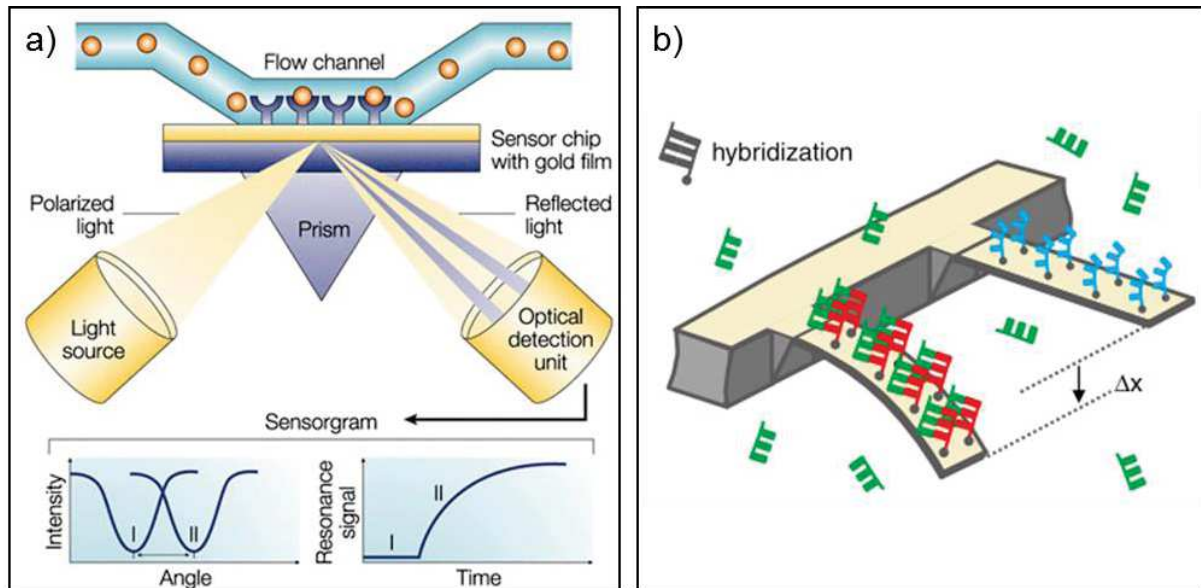 a)
Flow channel
Sensor chip
with gold film
Polarized
light
Prism
Reflected
light
Light
source
Optical
detection
unit
Sensorgram
Intensity
I
II
Angle
Resonance
signal
I
II
Time
b)
hybridization
Δx